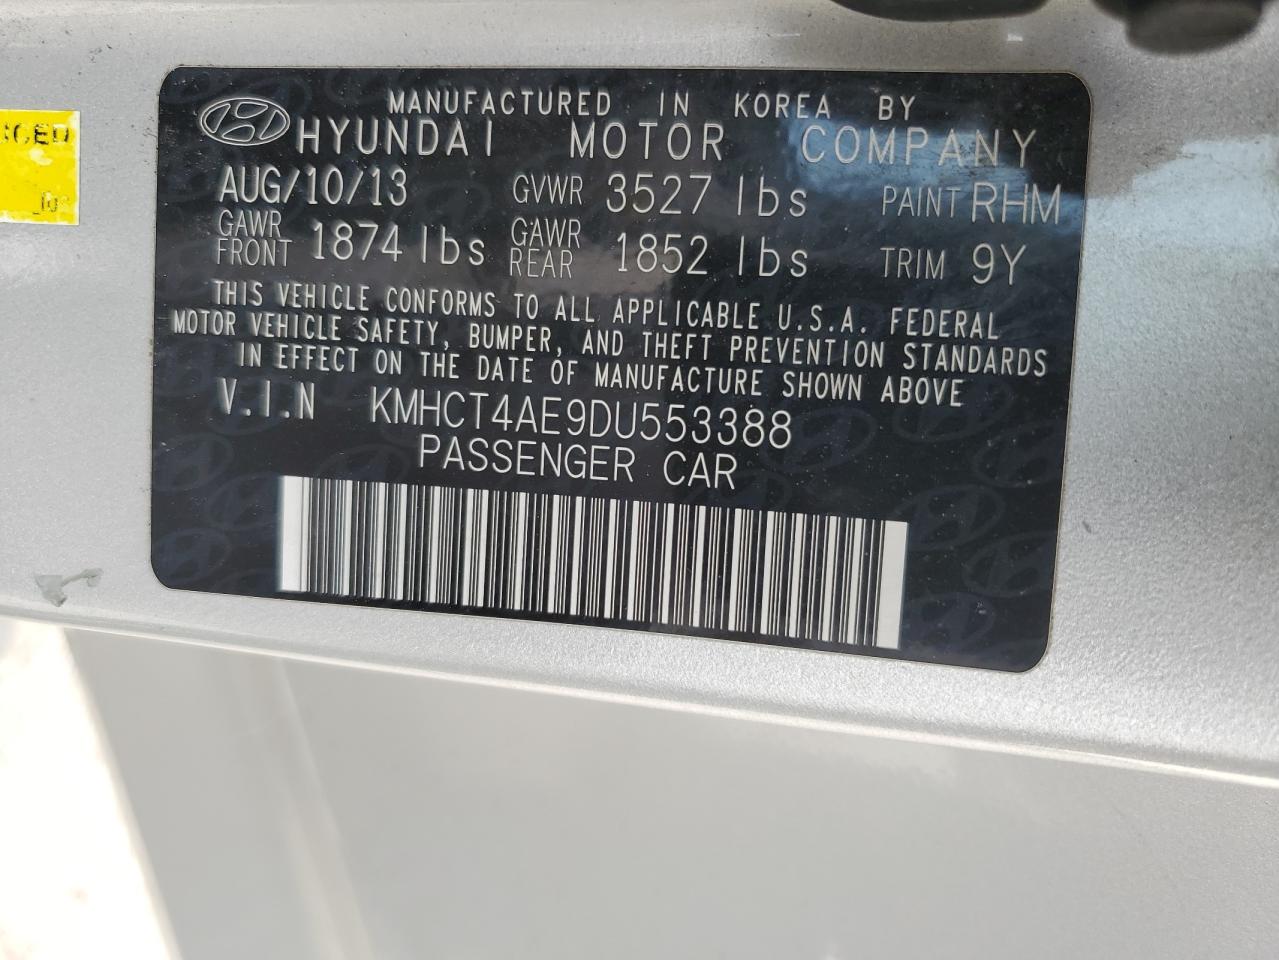 MANUFACTURED IN KOREA BY
HYUNDAI MOTOR COMPANY
AUG/10/13 GVWR 3527 lbs PAINT RHM
GAWR FRONT 1874 lbs GAWR REAR 1852 lbs TRIM 9Y
THIS VEHICLE CONFORMS TO ALL APPLICABLE U.S.A. FEDERAL
MOTOR VEHICLE SAFETY, BUMPER, AND THEFT PREVENTION STANDARDS
IN EFFECT ON THE DATE OF MANUFACTURE SHOWN ABOVE
V.I.N KMHCT4AE9DU553388
PASSENGER CAR